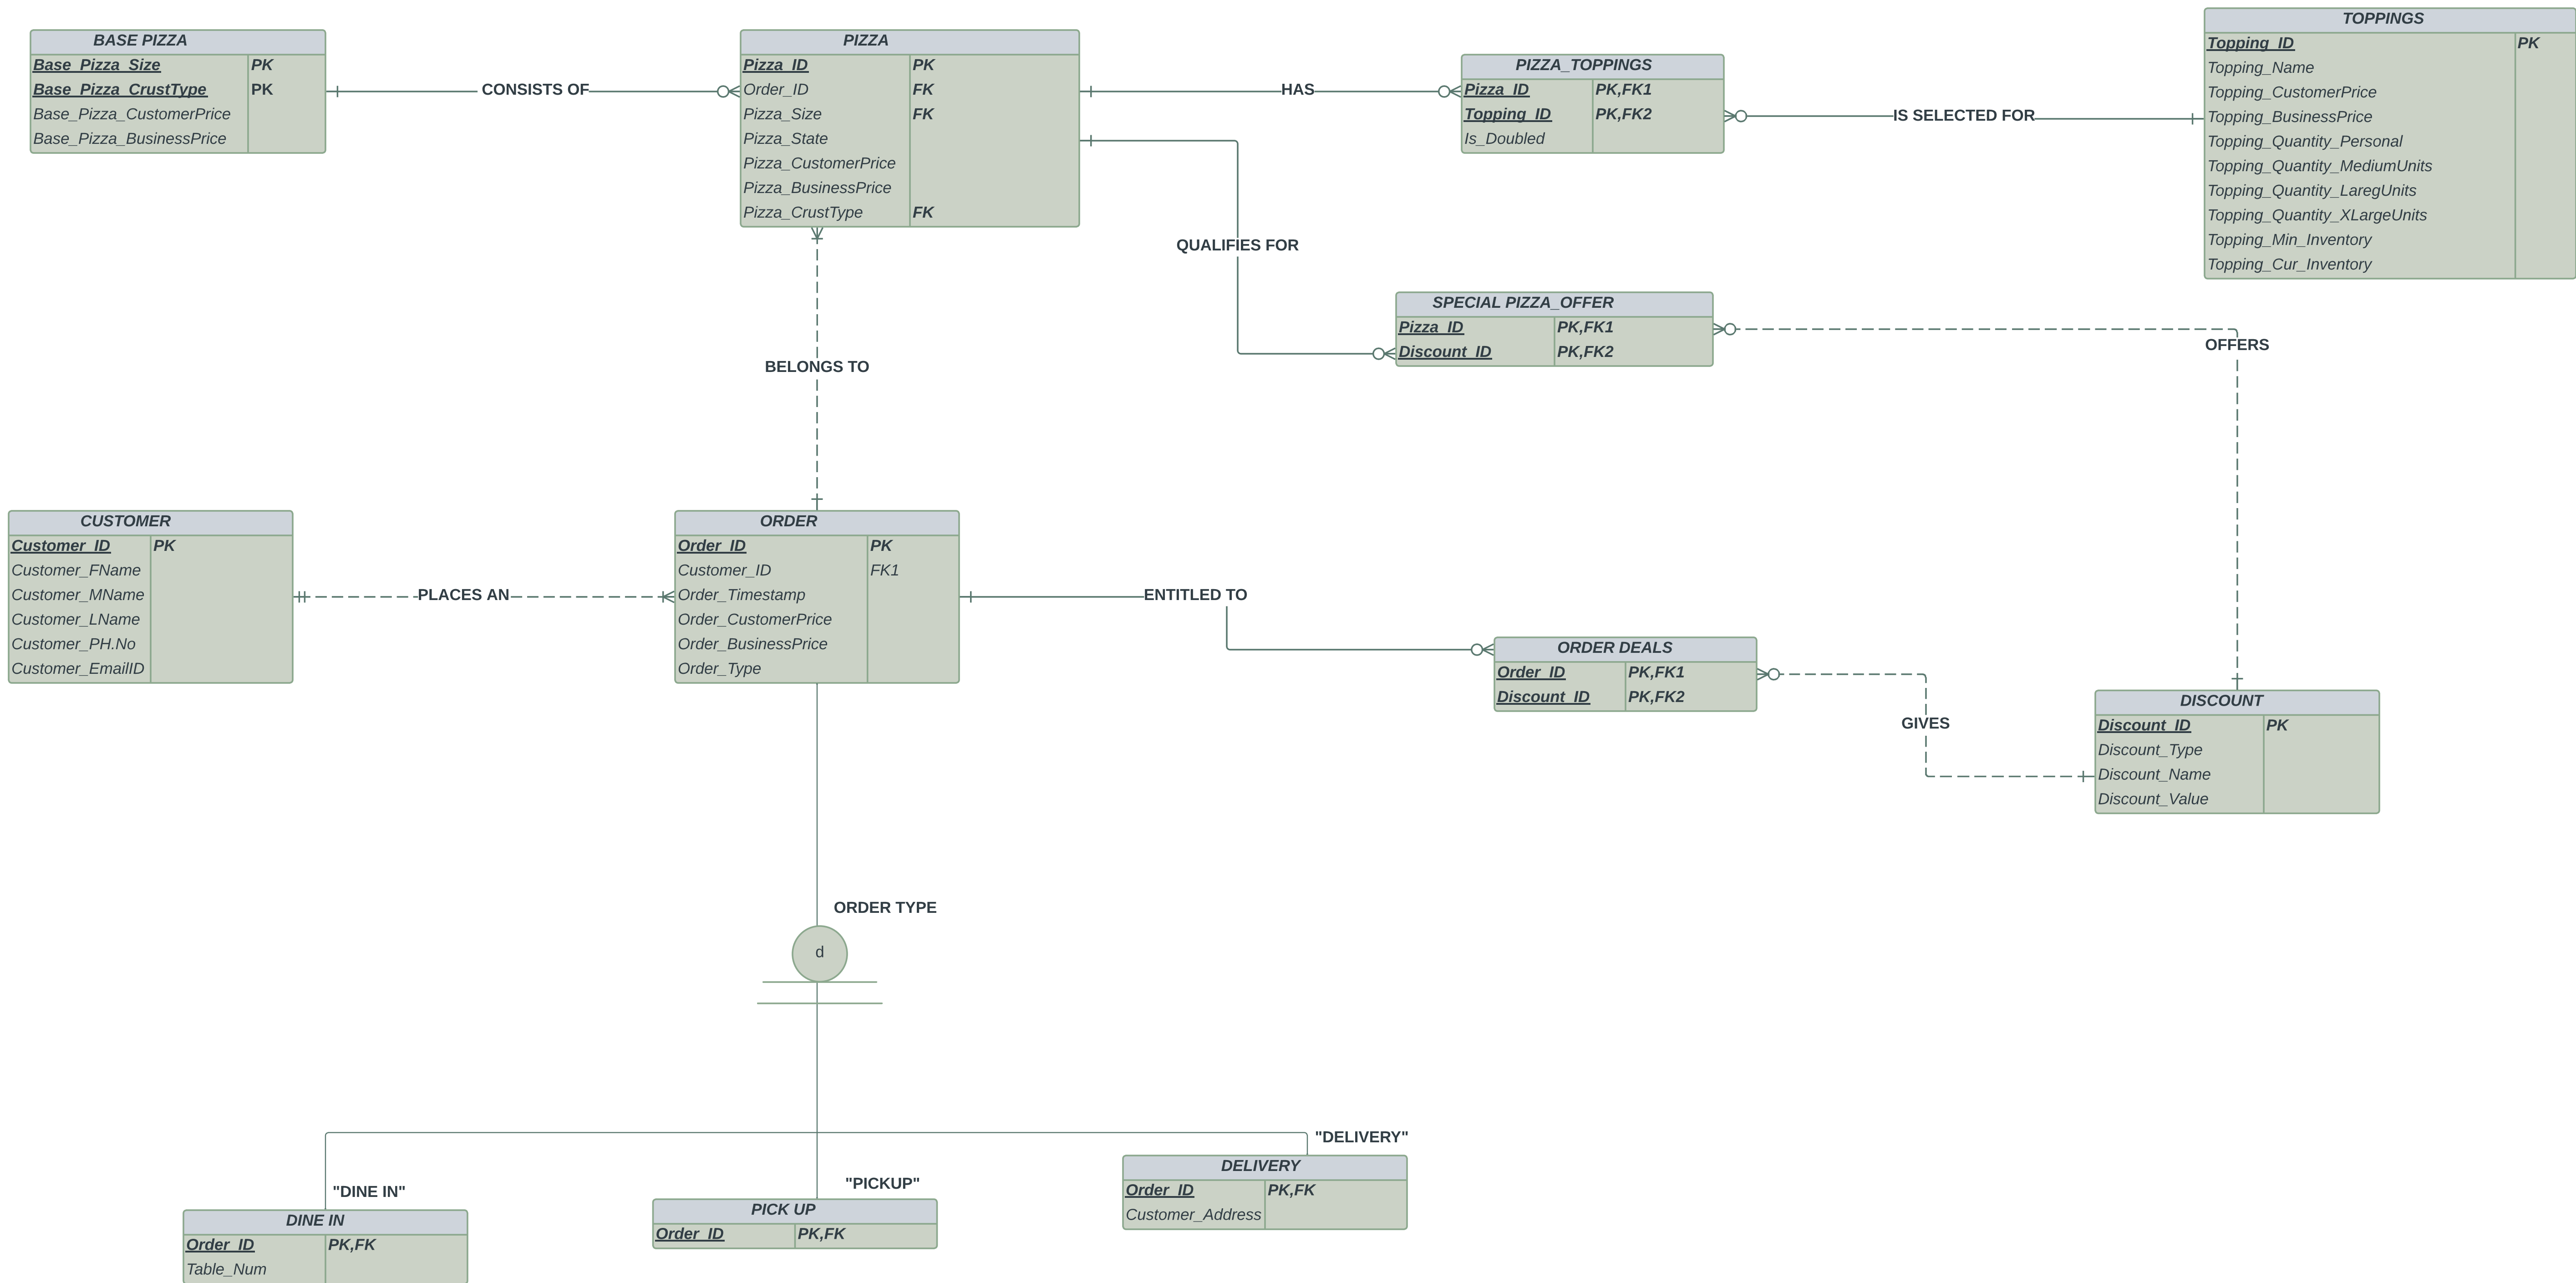 BASE PIZZA
Base_Pizza_Size PK
Base_Pizza_CrustType PK
Base_Pizza_CustomerPrice
Base_Pizza_BusinessPrice
CONSISTS OF
PIZZA
Pizza_ID PK
Order_ID FK
Pizza_Size FK
Pizza_State
Pizza_CustomerPrice
Pizza_BusinessPrice
Pizza_CrustType FK
HAS
PIZZA_TOPPINGS
Pizza_ID PK,FK1
Topping_ID PK,FK2
Is_Doubled
IS SELECTED FOR
TOPPINGS
Topping_ID PK
Topping_Name
Topping_CustomerPrice
Topping_BusinessPrice
Topping_Quantity_Personal
Topping_Quantity_MediumUnits
Topping_Quantity_LaregUnits
Topping_Quantity_XLargeUnits
Topping_Min_Inventory
Topping_Cur_Inventory
QUALIFIES FOR
SPECIAL PIZZA_OFFER
Pizza_ID PK,FK1
Discount_ID PK,FK2
OFFERS
BELONGS TO
CUSTOMER
Customer_ID PK
Customer_FName
Customer_MName
Customer_LName
Customer_PH.No
Customer_EmailID
PLACES AN
ORDER
Order_ID PK
Customer_ID FK1
Order_Timestamp
Order_CustomerPrice
Order_BusinessPrice
Order_Type
ENTITLED TO
ORDER DEALS
Order_ID PK,FK1
Discount_ID PK,FK2
GIVES
DISCOUNT
Discount_ID PK
Discount_Type
Discount_Name
Discount_Value
ORDER TYPE
d
"DINE IN"
DINE IN
Order_ID PK,FK
Table_Num
"PICKUP"
PICK UP
Order_ID PK,FK
"DELIVERY"
DELIVERY
Order_ID PK,FK
Customer_Address